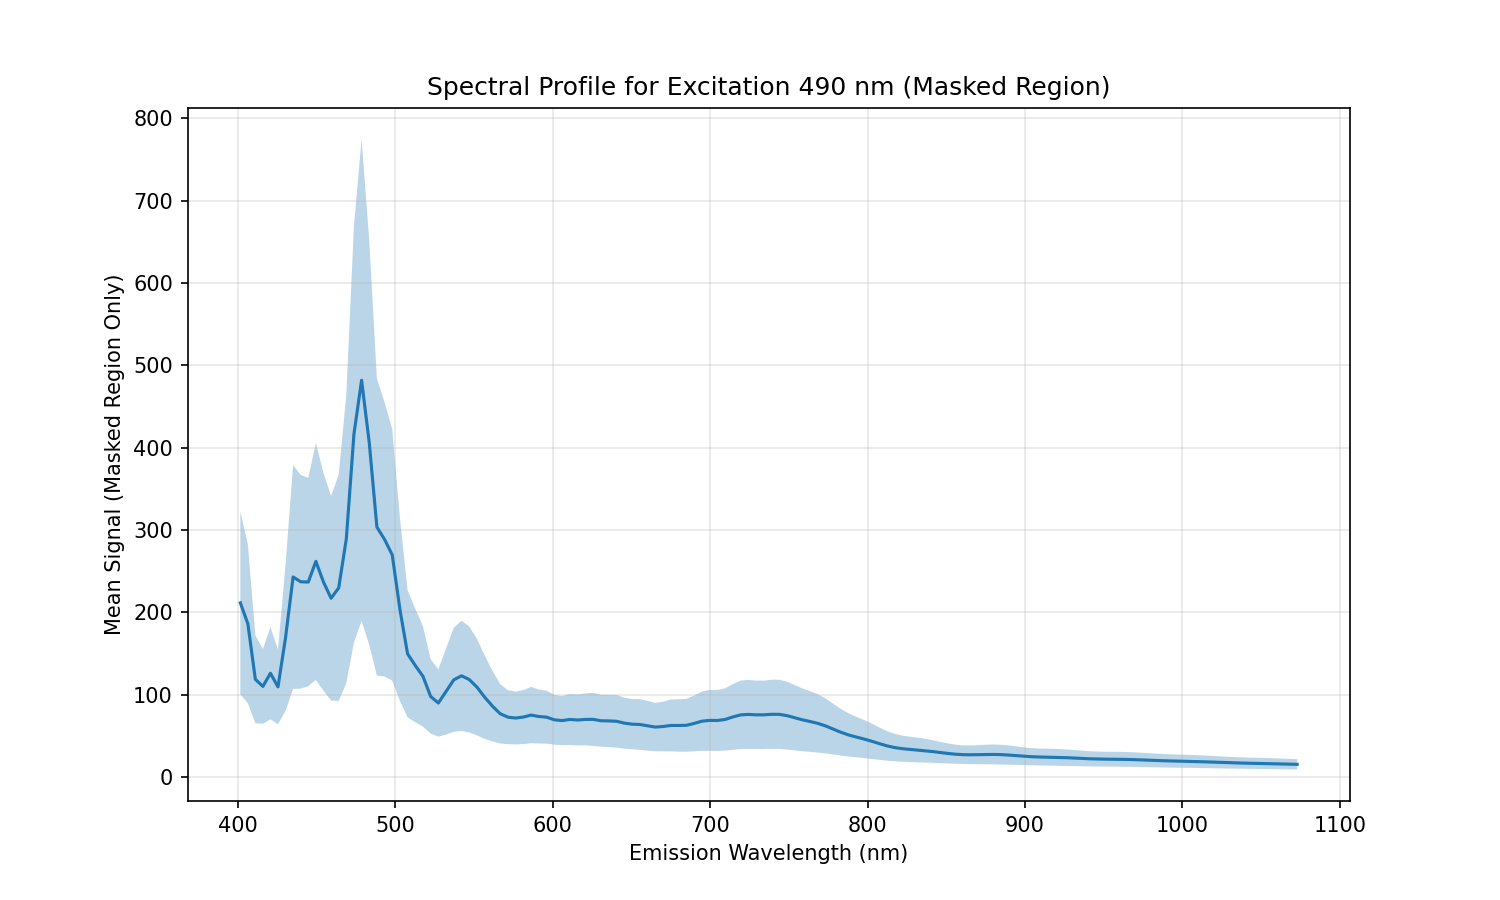 Spectral Profile for Excitation 490 nm (Masked Region)
Mean Signal (Masked Region Only)
800
700
600
500
400
300
200
100
0
400 500 600 700 800 900 1000 1100
Emission Wavelength (nm)